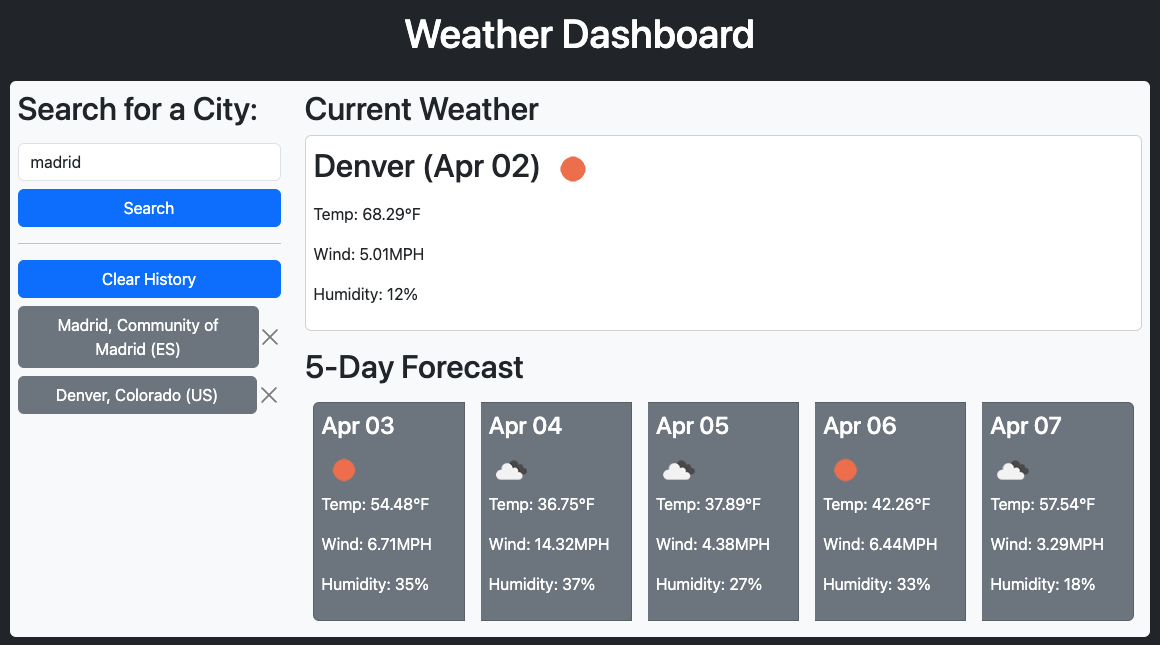 Weather Dashboard
Search for a City:
madrid
Search
Clear History
Madrid, Community of
Madrid (ES)
Denver, Colorado (US)
Current Weather
Denver (Apr 02)
Temp: 68.29°F
Wind: 5.01MPH
Humidity: 12%
5-Day Forecast
Apr 03
Temp: 54.48°F
Wind: 6.71MPH
Humidity: 35%
Apr 04
Temp: 36.75°F
Wind: 14.32MPH
Humidity: 37%
Apr 05
Temp: 37.89°F
Wind: 4.38MPH
Humidity: 27%
Apr 06
Temp: 42.26°F
Wind: 6.44MPH
Humidity: 33%
Apr 07
Temp: 57.54°F
Wind: 3.29MPH
Humidity: 18%